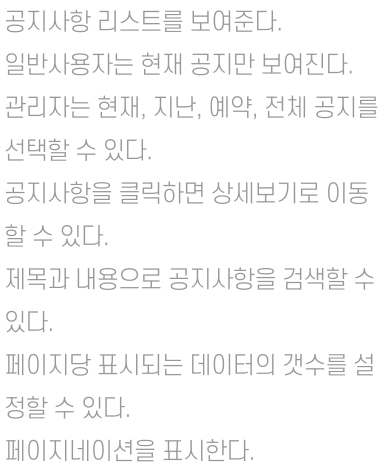 공지사항 리스트를 보여준다.
일반사용자는 현재 공지만 보여진다.
관리자는 현재, 지난, 예약, 전체 공지를
선택할 수 있다.
공지사항을 클릭하면 상세보기로 이동
할 수 있다.
제목과 내용으로 공지사항을 검색할 수
있다.
페이지당 표시되는 데이터의 갯수를 설
정할 수 있다.
페이지네이션을 표시한다.